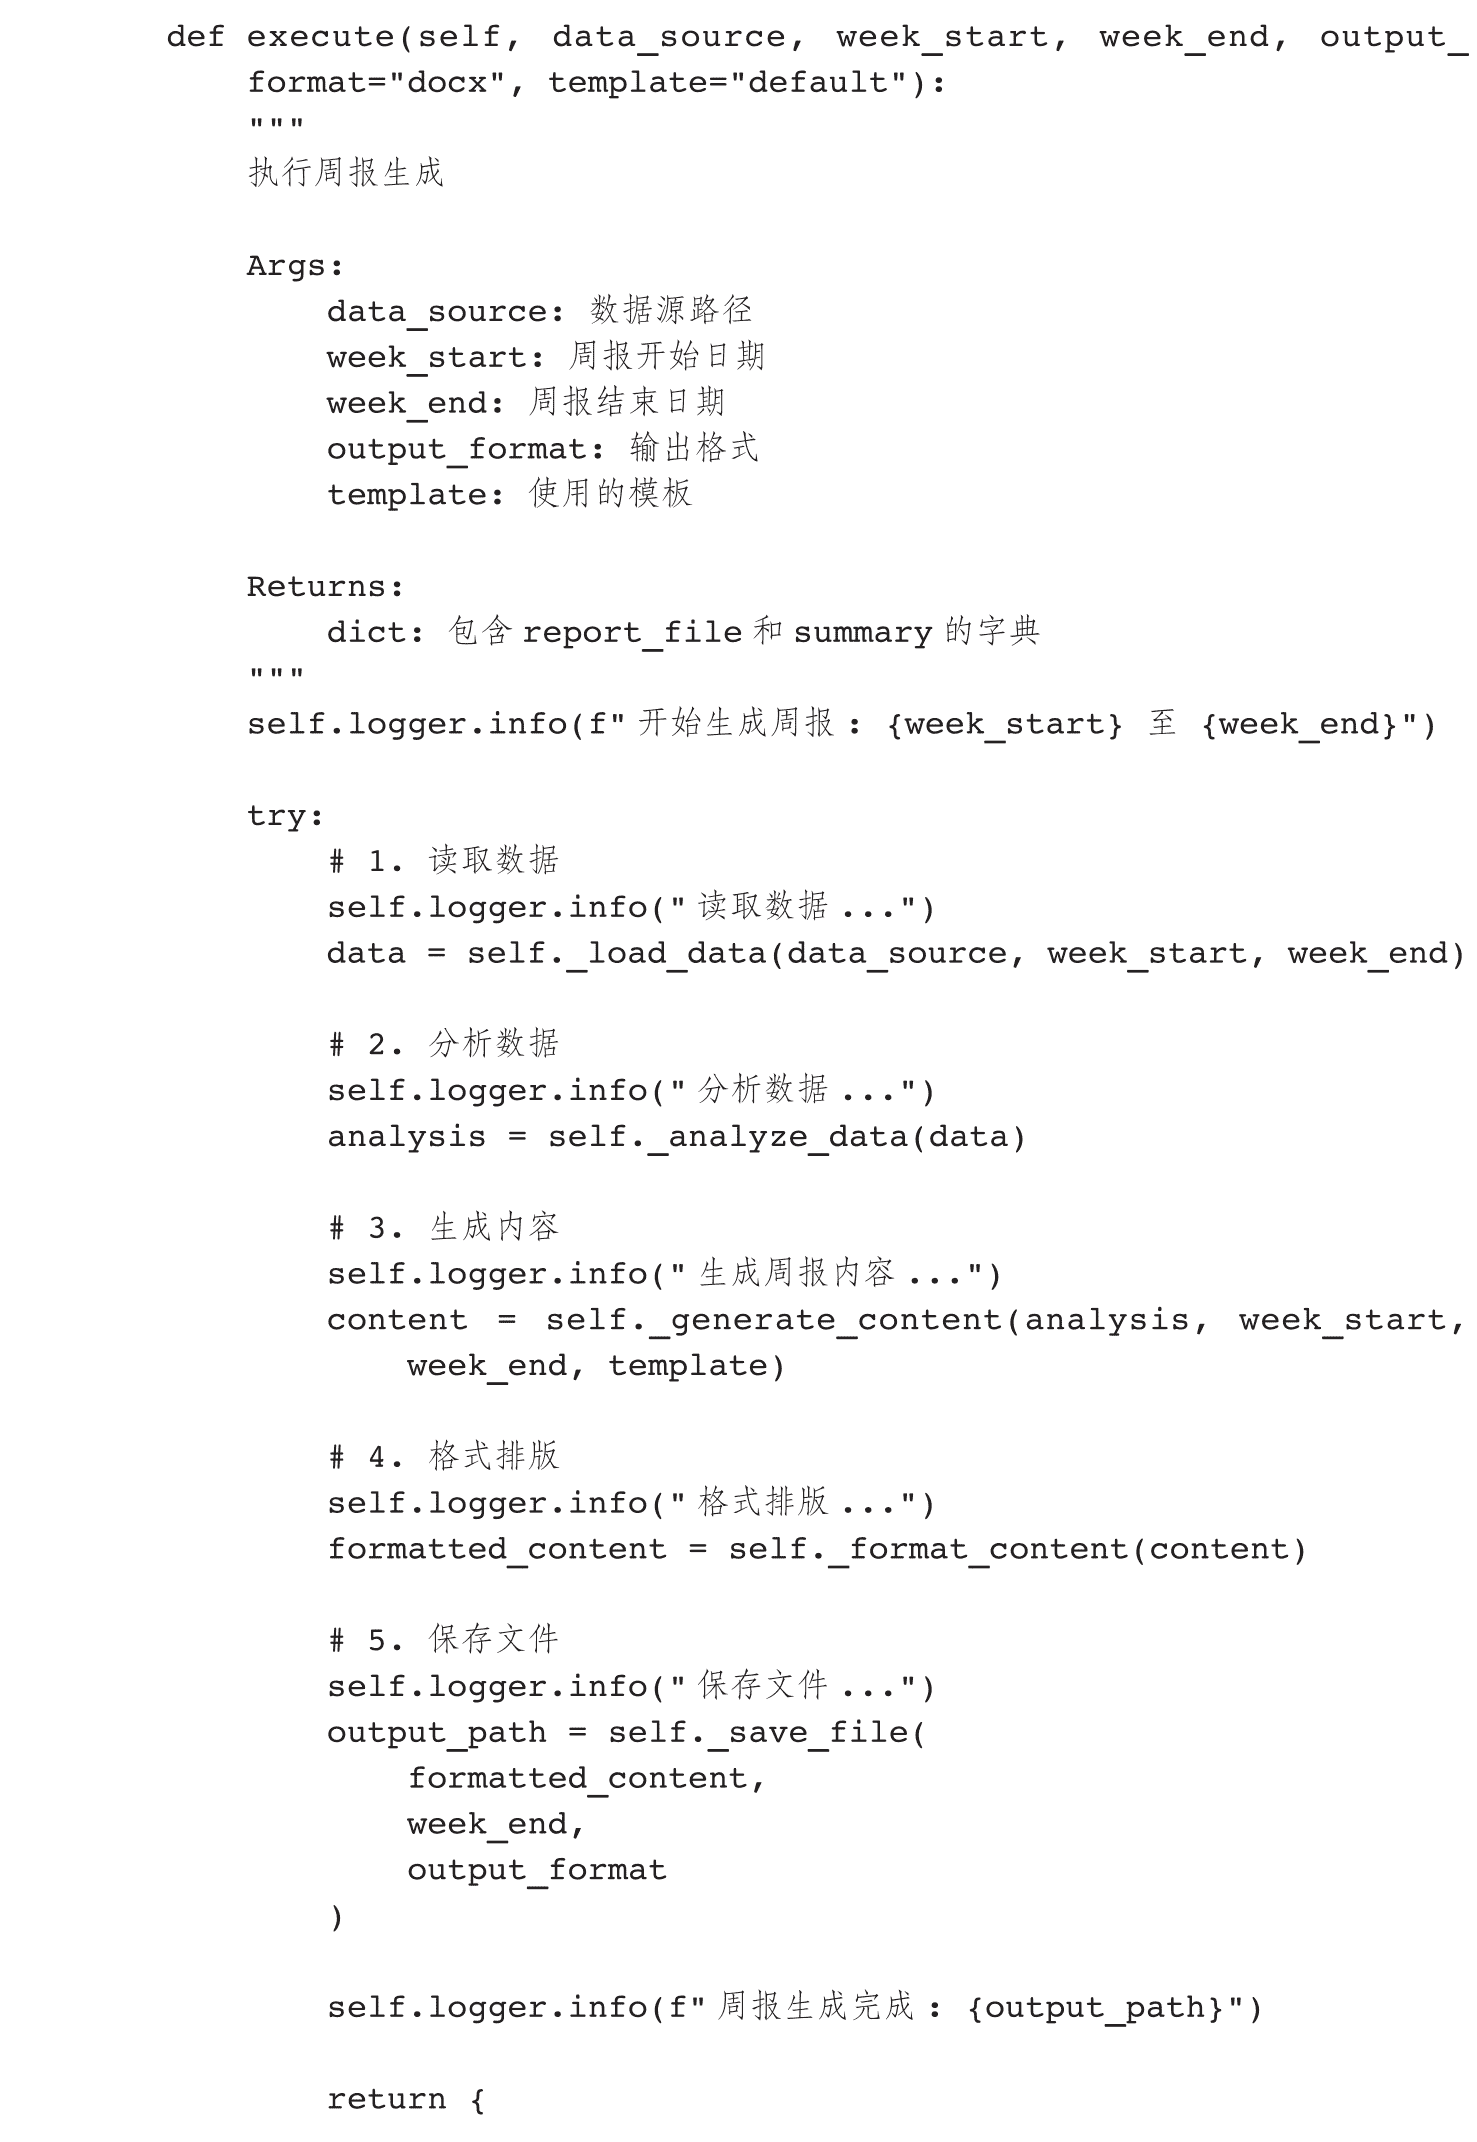 def execute(self, data_source, week_start, week_end, output_
format="docx", template="default"):
"""
执行周报生成
Args:
data_source: 数据源路径
week_start: 周报开始日期
week_end: 周报结束日期
output_format: 输出格式
template: 使用的模板
Returns:
dict: 包含 report_file 和 summary 的字典
"""
self.logger.info(f" 开始生成周报 : {week_start} 至 {week_end}")
try:
# 1. 读取数据
self.logger.info(" 读取数据 ...")
data = self._load_data(data_source, week_start, week_end)
# 2. 分析数据
self.logger.info(" 分析数据 ...")
analysis = self._analyze_data(data)
# 3. 生成内容
self.logger.info(" 生成周报内容 ...")
content = self._generate_content(analysis, week_start,
week_end, template)
# 4. 格式排版
self.logger.info(" 格式排版 ...")
formatted_content = self._format_content(content)
# 5. 保存文件
self.logger.info(" 保存文件 ...")
output_path = self._save_file(
formatted_content,
week_end,
output_format
)
self.logger.info(f" 周报生成完成 : {output_path}")
return {